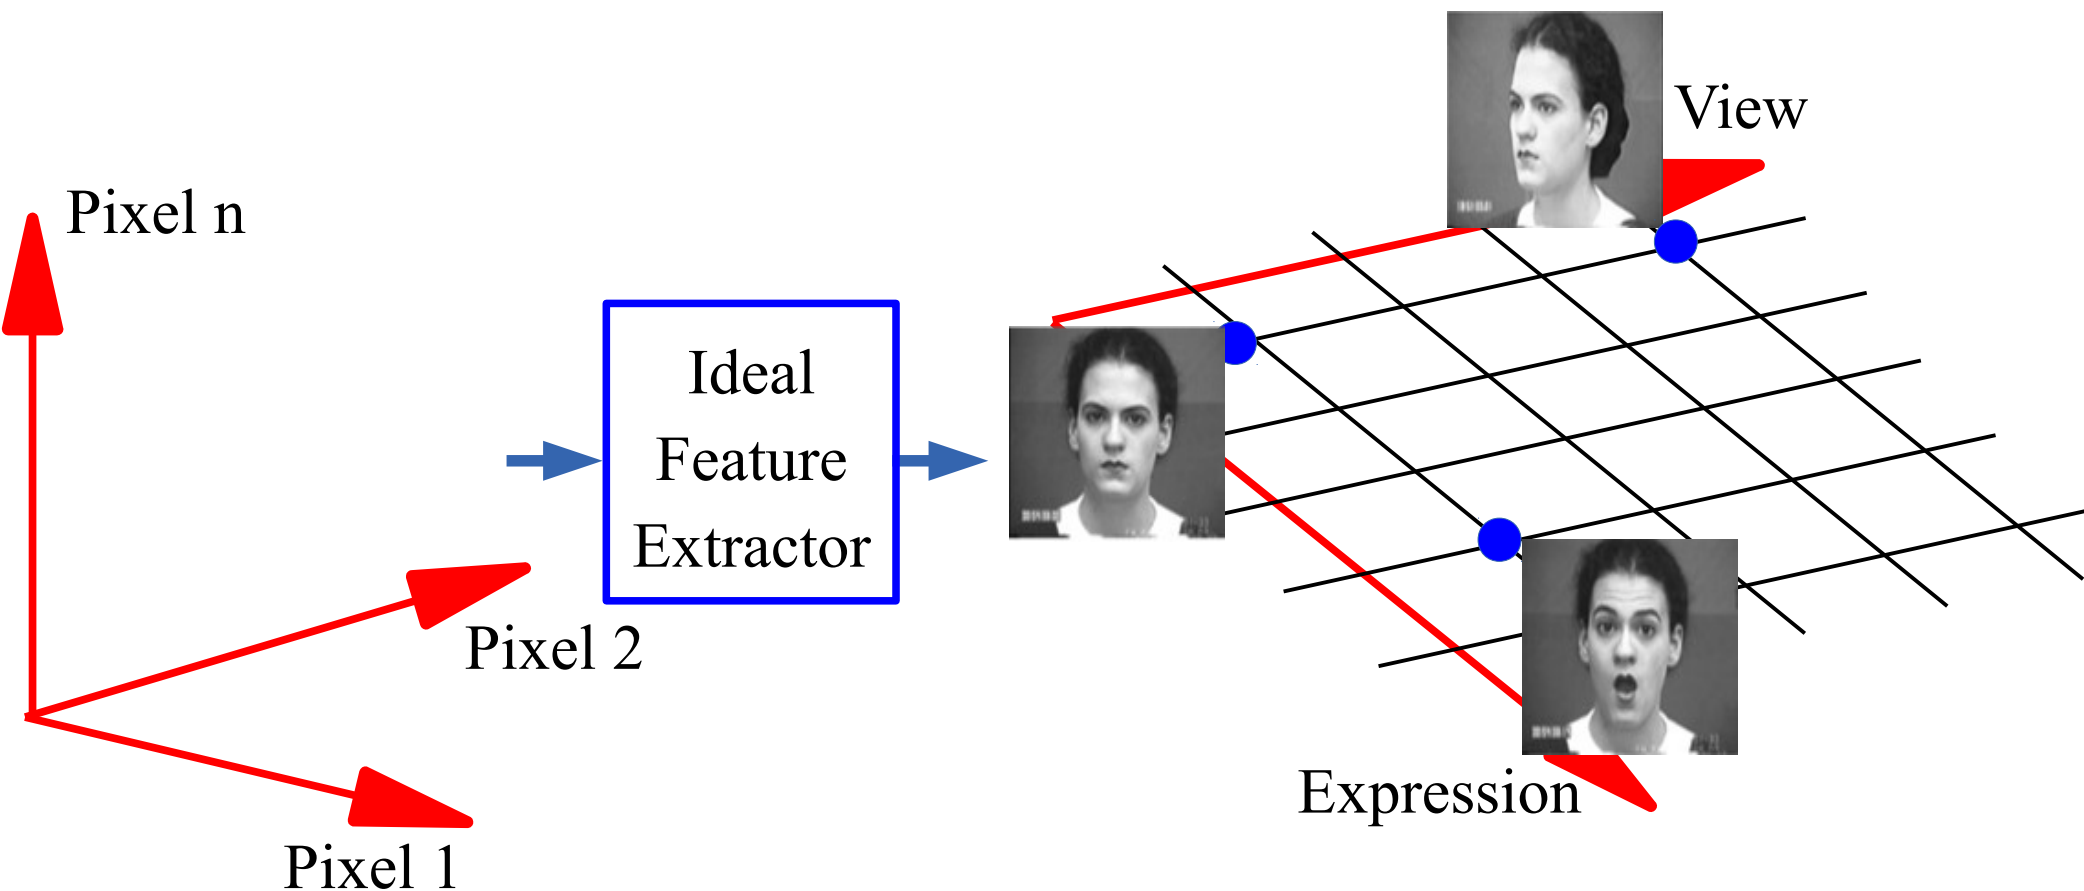 Pixel n
Pixel 2
Pixel 1
Ideal
Feature
Extractor
View
Expression